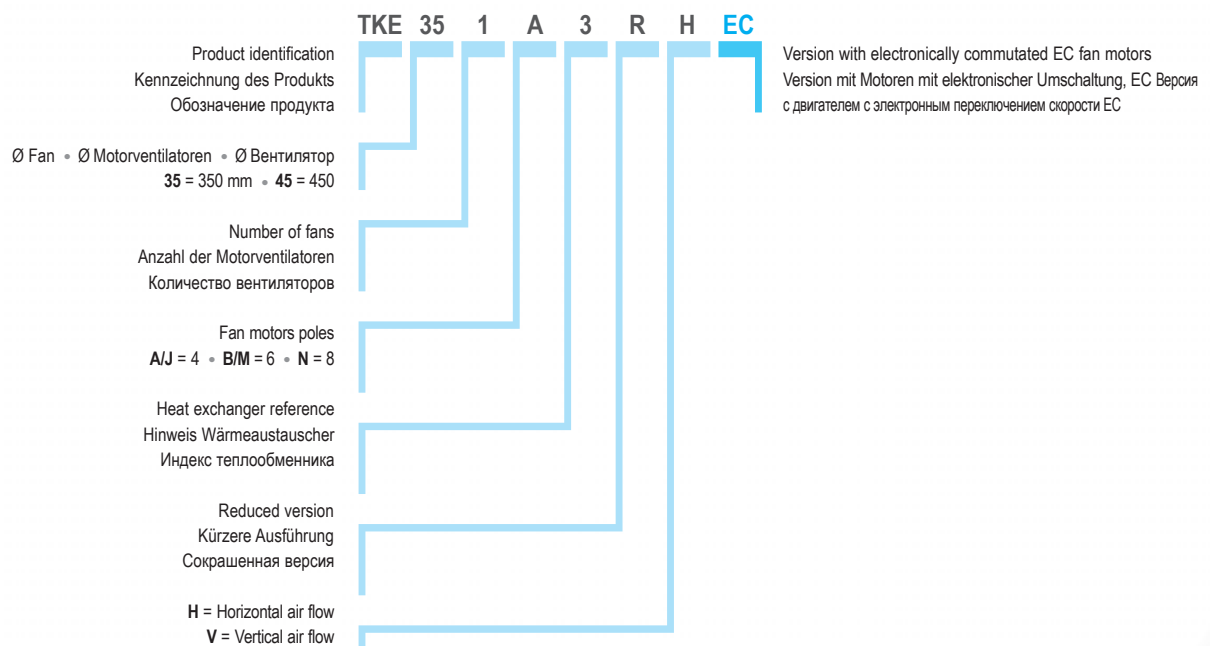 TKE 35 1 A 3 R H EC
Product identification
Kennzeichnung des Produkts
Обозначение продукта
Version with electronically commutated EC fan motors
Version mit Motoren mit elektronischer Umschaltung, EC Версия
с двигателем с электронным переключением скорости EC
Ø Fan • Ø Motorventilatoren • Ø Вентилятор
35 = 350 mm • 45 = 450
Number of fans
Anzahl der Motorventilatoren
Количество вентиляторов
Fan motors poles
A/J = 4 • B/M = 6 • N = 8
Heat exchanger reference
Hinweis Wärmeaustauscher
Индекс теплообменника
Reduced version
Kürzere Ausführung
Сокрашенная версия
H = Horizontal air flow
V = Vertical air flow